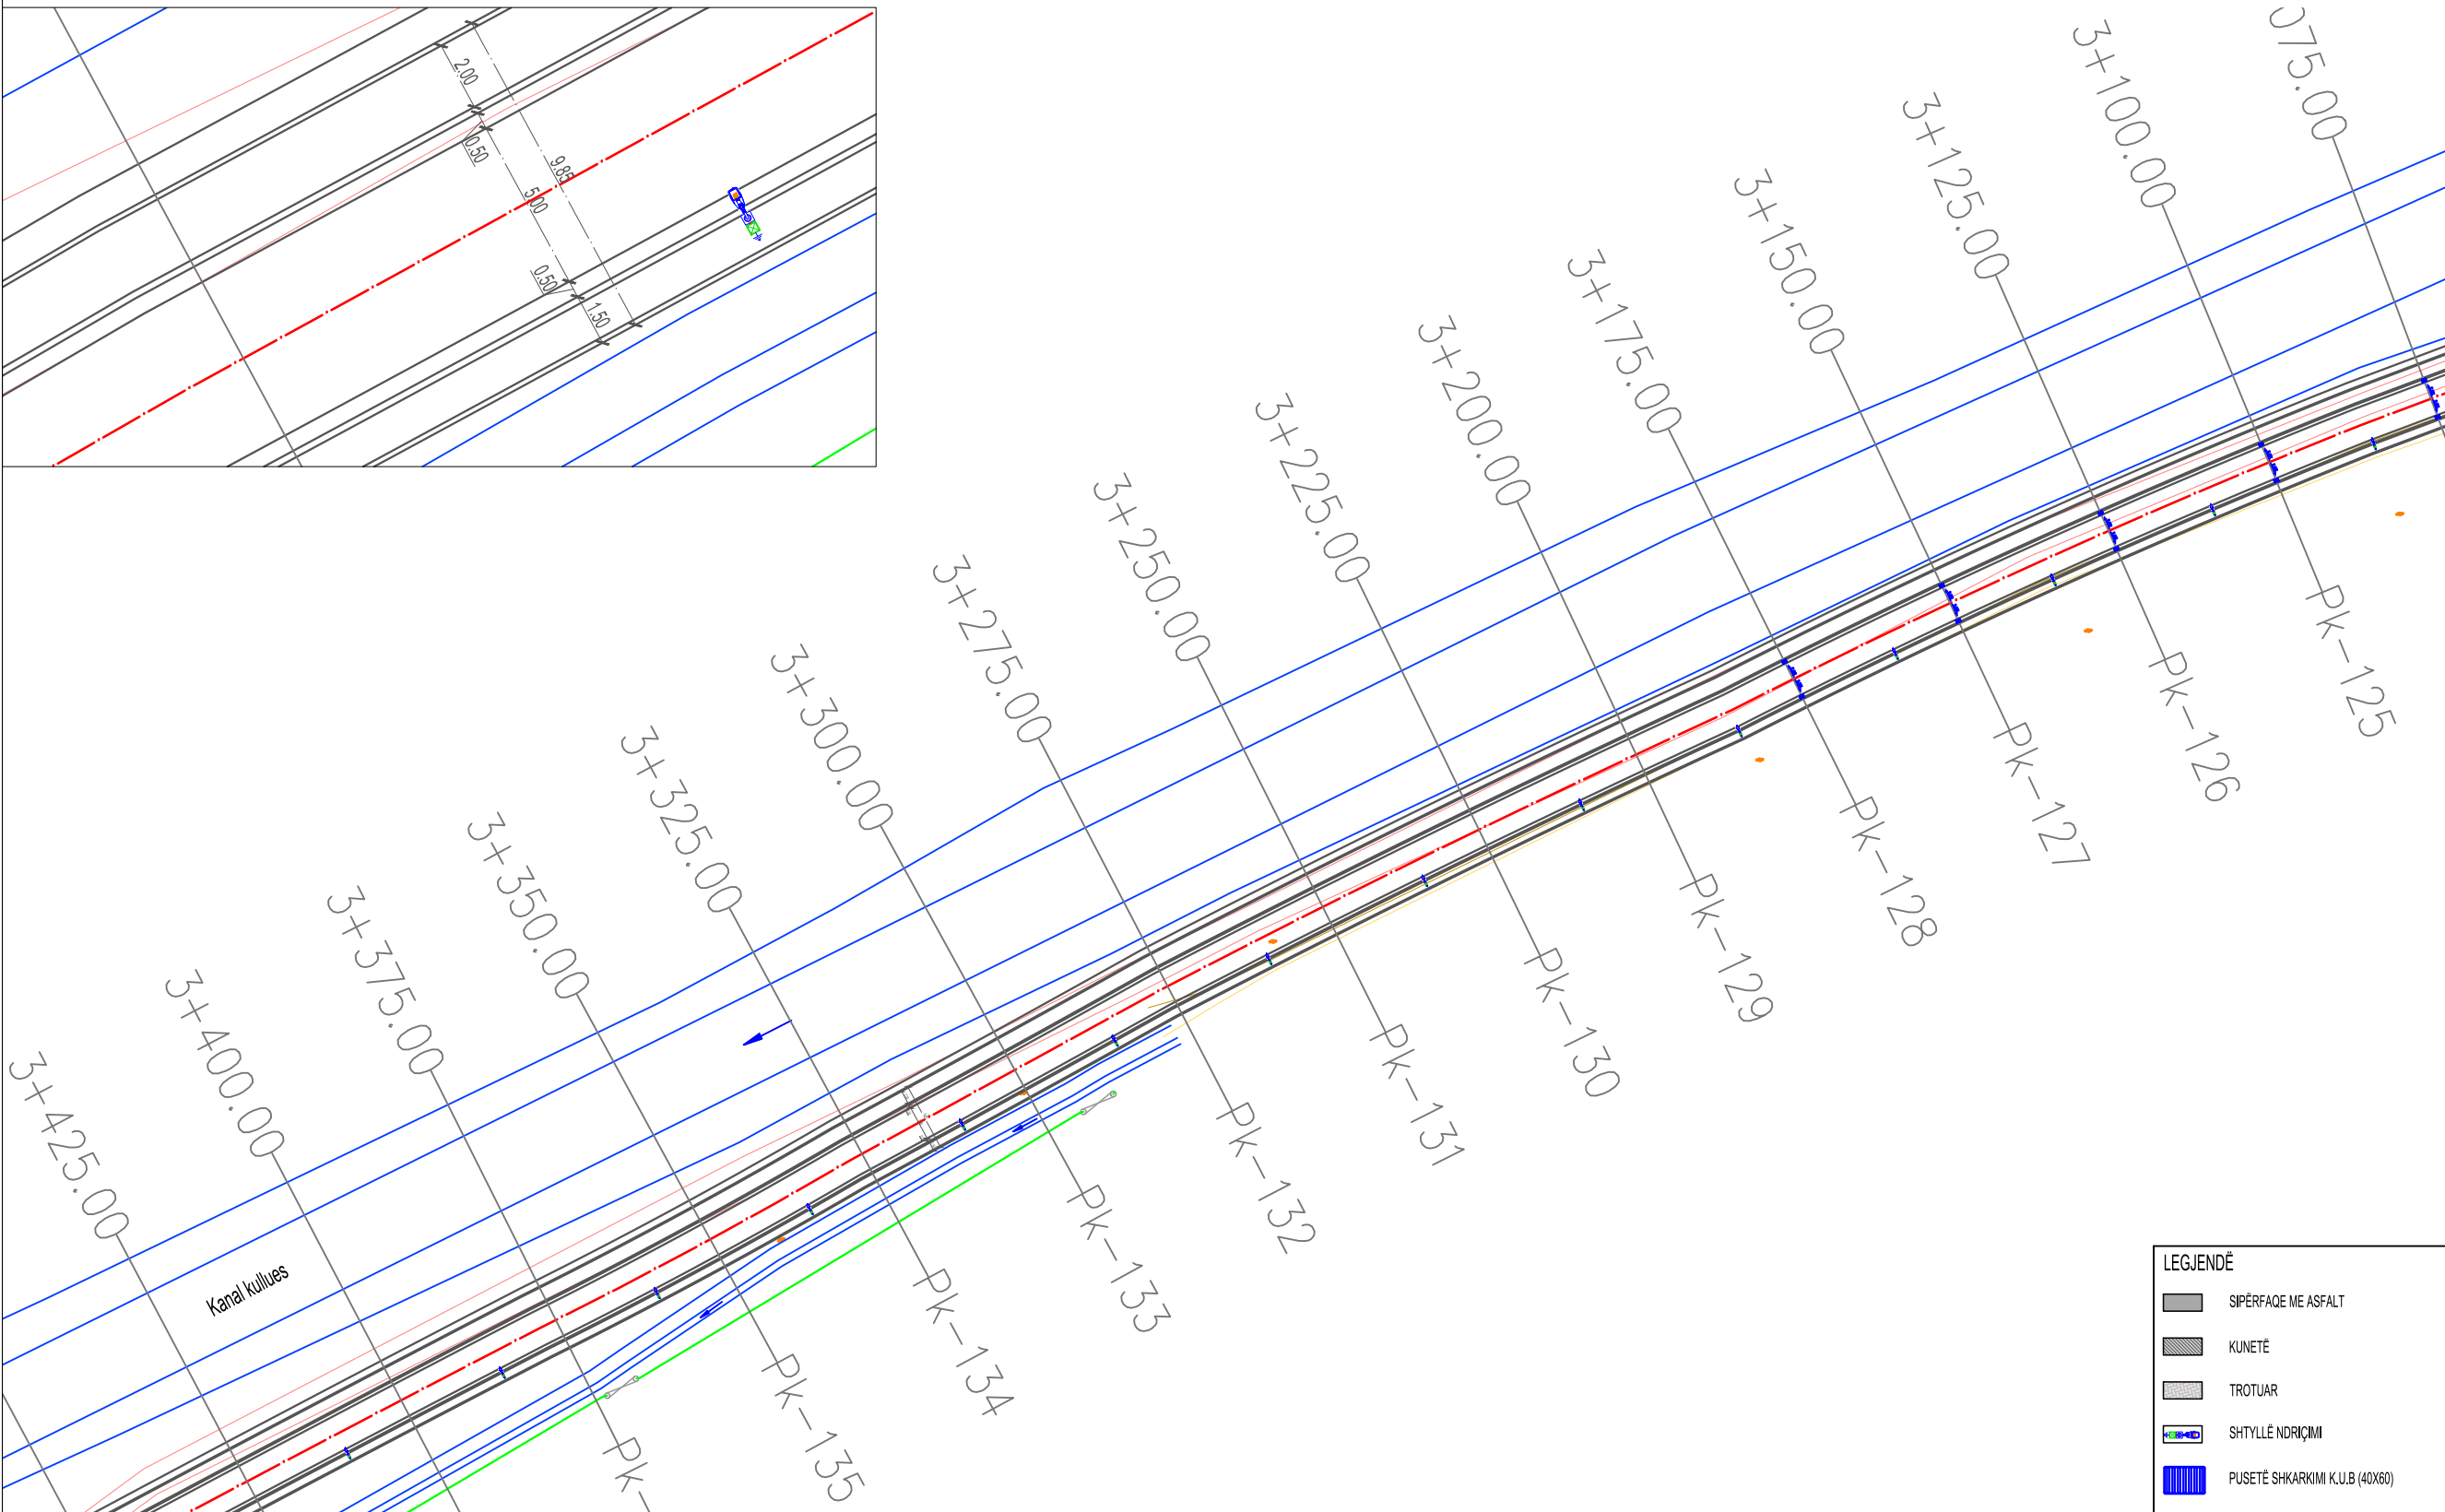 2.00
0.50
9.85
5.00
0.50
1.50
075.00
3+100.00
3+125.00
3+150.00
3+175.00
3+200.00
3+225.00
3+250.00
3+275.00
3+300.00
3+325.00
3+350.00
3+375.00
3+400.00
3+425.00
Pk-125
Pk-126
Pk-127
Pk-128
Pk-129
Pk-130
Pk-131
Pk-132
Pk-133
Pk-134
Pk-135
Pk-
Kanal kullues
LEGJENDË
SIPËRFAQE ME ASFALT
KUNETË
TROTUAR
SHTYLLË NDRIÇIMI
PUSETË SHKARKIMI K.U.B (40X60)